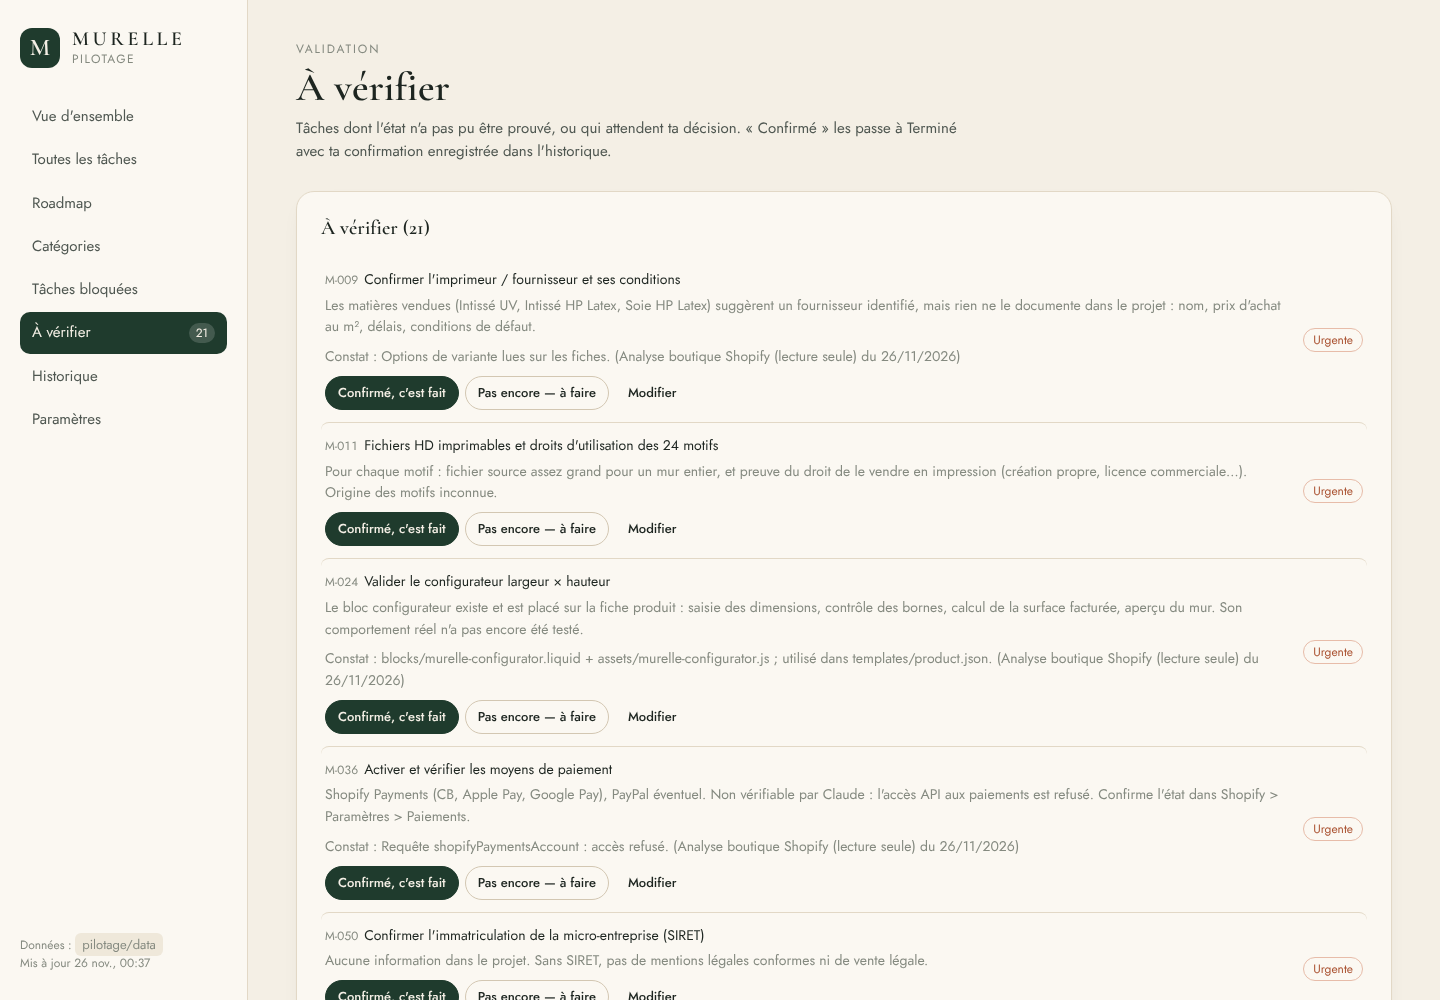 M
MURELLE
PILOTAGE
Vue d'ensemble
Toutes les tâches
Roadmap
Catégories
Tâches bloquées
À vérifier
21
Historique
Paramètres
Données : pilotage/data
Mis à jour 26 nov., 00:37
VALIDATION
À vérifier
Tâches dont l'état n'a pas pu être prouvé, ou qui attendent ta décision. « Confirmé » les passe à Terminé
avec ta confirmation enregistrée dans l'historique.
À vérifier (21)
M-009 Confirmer l'imprimeur / fournisseur et ses conditions
Les matières vendues (Intissé UV, Intissé HP Latex, Soie HP Latex) suggèrent un fournisseur identifié, mais rien ne le documente dans le projet : nom, prix d'achat
au m², délais, conditions de défaut.
Constat : Options de variante lues sur les fiches. (Analyse boutique Shopify (lecture seule) du 26/11/2026)
Urgente
Confirmé, c'est fait
Pas encore — à faire
Modifier
M-011 Fichiers HD imprimables et droits d'utilisation des 24 motifs
Pour chaque motif : fichier source assez grand pour un mur entier, et preuve du droit de le vendre en impression (création propre, licence commerciale…).
Origine des motifs inconnue.
Urgente
Confirmé, c'est fait
Pas encore — à faire
Modifier
M-024 Valider le configurateur largeur × hauteur
Le bloc configurateur existe et est placé sur la fiche produit : saisie des dimensions, contrôle des bornes, calcul de la surface facturée, aperçu du mur. Son
comportement réel n'a pas encore été testé.
Constat : blocks/murelle-configurator.liquid + assets/murelle-configurator.js ; utilisé dans templates/product.json. (Analyse boutique Shopify (lecture seule) du
26/11/2026)
Urgente
Confirmé, c'est fait
Pas encore — à faire
Modifier
M-036 Activer et vérifier les moyens de paiement
Shopify Payments (CB, Apple Pay, Google Pay), PayPal éventuel. Non vérifiable par Claude : l'accès API aux paiements est refusé. Confirme l'état dans Shopify >
Paramètres > Paiements.
Constat : Requête shopifyPaymentsAccount : accès refusé. (Analyse boutique Shopify (lecture seule) du 26/11/2026)
Urgente
Confirmé, c'est fait
Pas encore — à faire
Modifier
M-050 Confirmer l'immatriculation de la micro-entreprise (SIRET)
Aucune information dans le projet. Sans SIRET, pas de mentions légales conformes ni de vente légale.
Urgente
Confirmé, c'est fait
Pas encore — à faire
Modifier